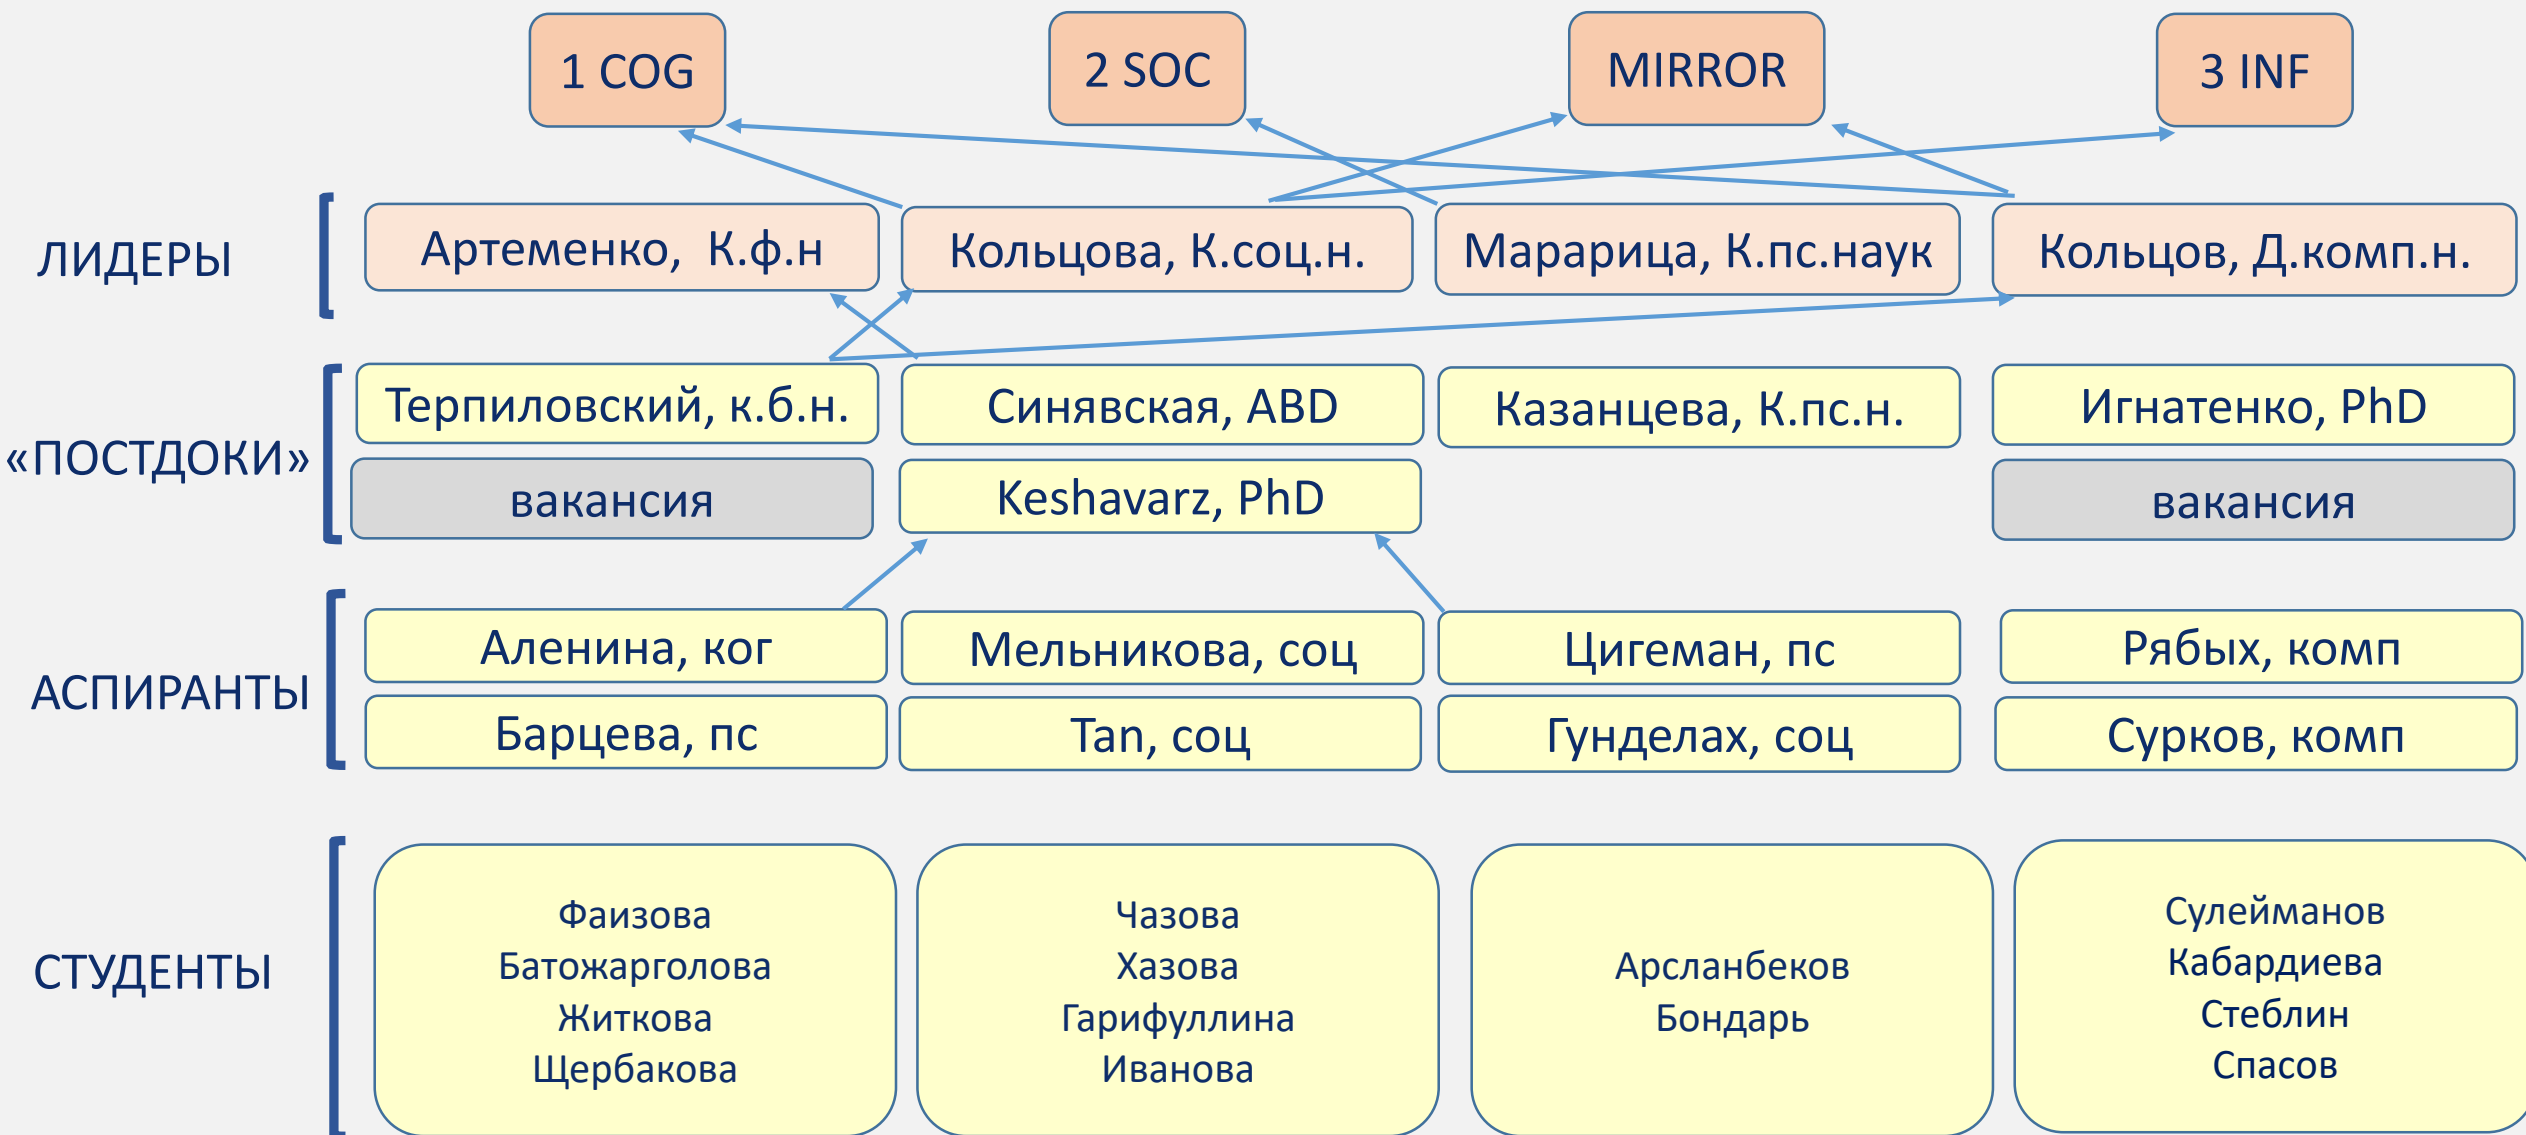 1 COG
2 SOC
MIRROR
3 INF
ЛИДЕРЫ
Артеменко, К.ф.н
Кольцова, К.соц.н.
Марарица, К.пс.наук
Кольцов, Д.комп.н.
«ПОСТДОКИ»
Терпиловский, к.б.н.
Синявская, ABD
Казанцева, К.пс.н.
Игнатенко, PhD
вакансия
Keshavarz, PhD
вакансия
АСПИРАНТЫ
Аленина, ког
Мельникова, соц
Цигеман, пс
Рябых, комп
Барцева, пс
Tan, соц
Гунделах, соц
Сурков, комп
СТУДЕНТЫ
Фаизова
Батожарголова
Житкова
Щербакова
Чазова
Хазова
Гарифуллина
Иванова
Арсланбеков
Бондарь
Сулейманов
Кабардиева
Стеблин
Спасов